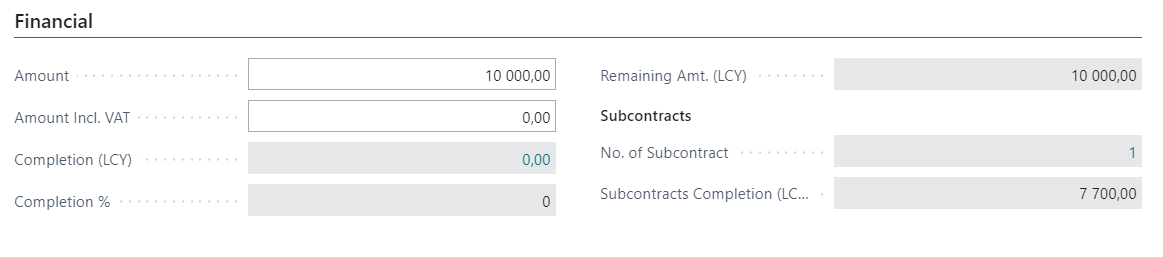 Financial
Amount 10 000,00
Amount Incl. VAT 0,00
Completion (LCY) 0,00
Completion % 0
Remaining Amt. (LCY) 10 000,00
Subcontracts
No. of Subcontract 1
Subcontracts Completion (LC... 7 700,00